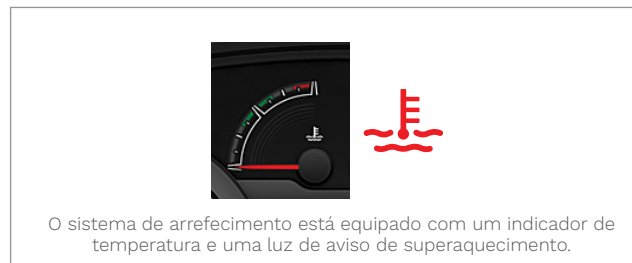 O sistema de arrefecimento está equipado com um indicador de
temperatura e uma luz de aviso de superaquecimento.